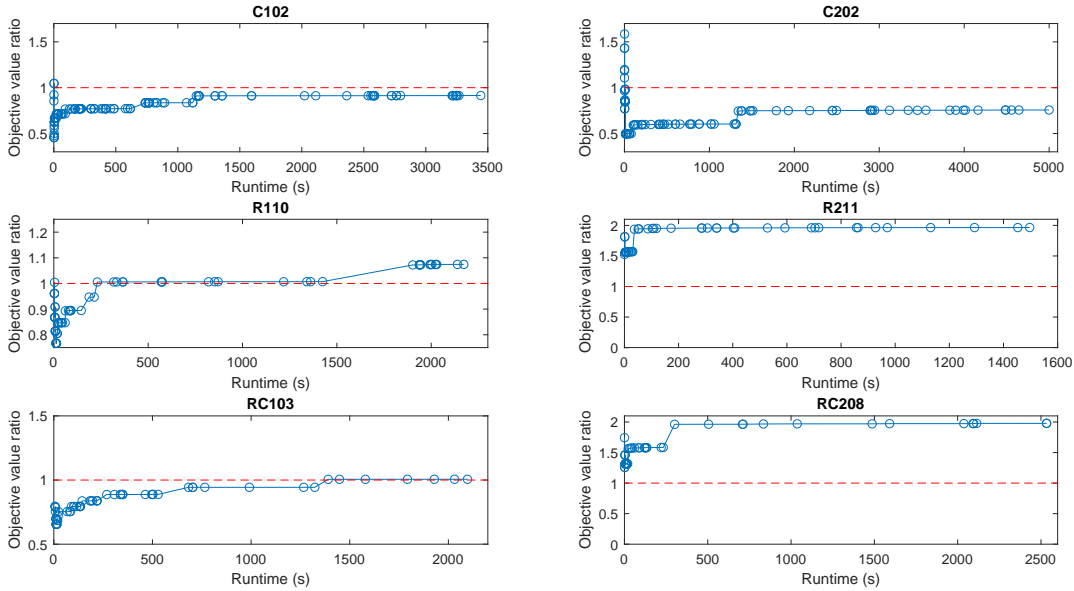 C102
Objective value ratio
1.5
1
0.5
0 500 1000 1500 2000 2500 3000 3500
Runtime (s)
C202
Objective value ratio
1.5
1
0.5
0 1000 2000 3000 4000 5000
Runtime (s)
R110
Objective value ratio
1.2
1.1
1
0.9
0.8
0 500 1000 1500 2000
Runtime (s)
R211
Objective value ratio
2
1.5
1
0.5
0
0 200 400 600 800 1000 1200 1400 1600
Runtime (s)
RC103
Objective value ratio
1.5
1
0.5
0 500 1000 1500 2000
Runtime (s)
RC208
Objective value ratio
2
1.5
1
0.5
0
0 500 1000 1500 2000 2500
Runtime (s)